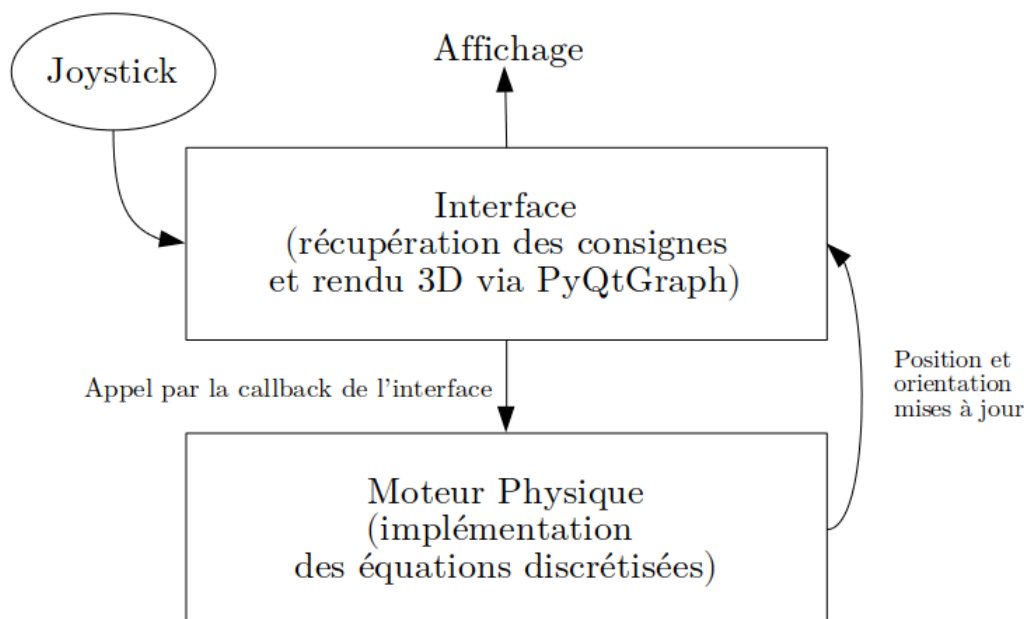 Joystick
Affichage
Interface
(récupération des consignes
et rendu 3D via PyQtGraph)
Appel par la callback de l'interface
Position et
orientation
mises à jour
Moteur Physique
(implémentation
des équations discrétisées)